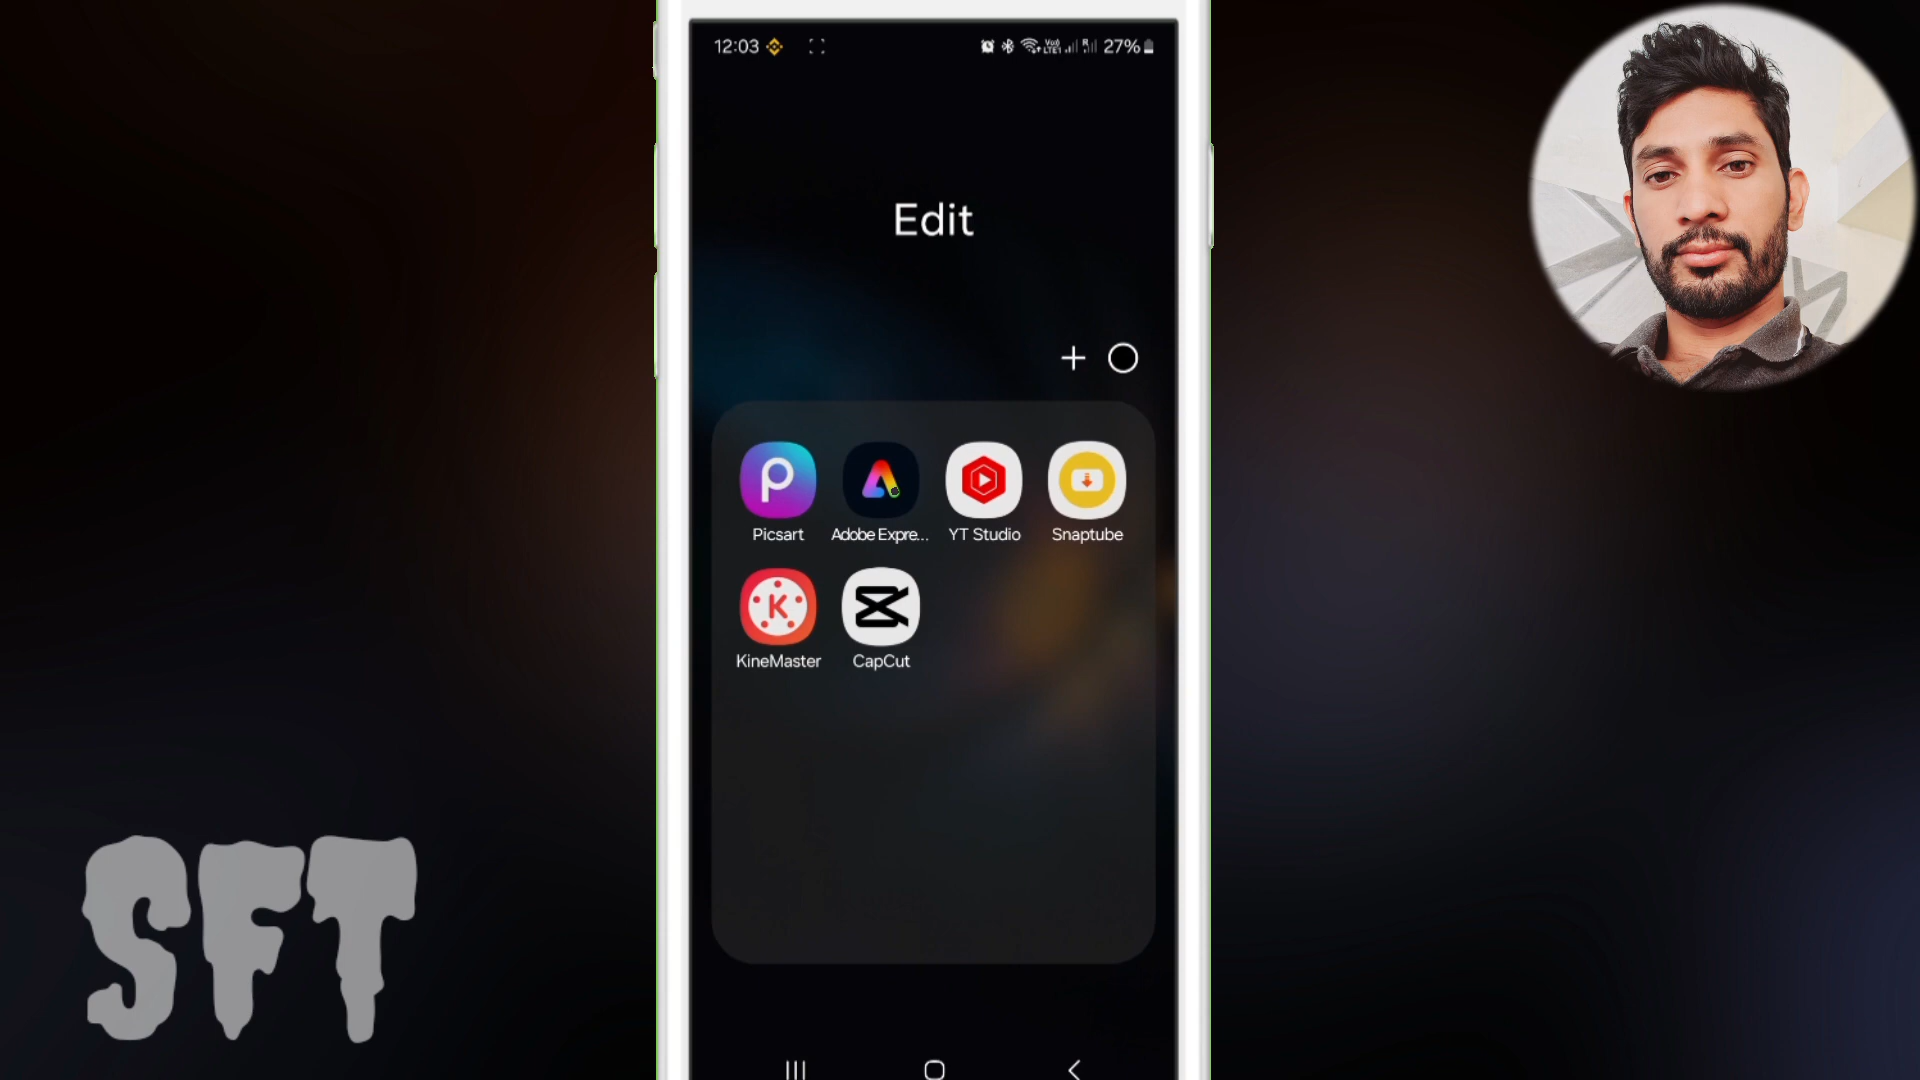 12:03
27%
Edit
Picsart
Adobe Expre...
YT Studio
Snaptube
KineMaster
CapCut
SFT